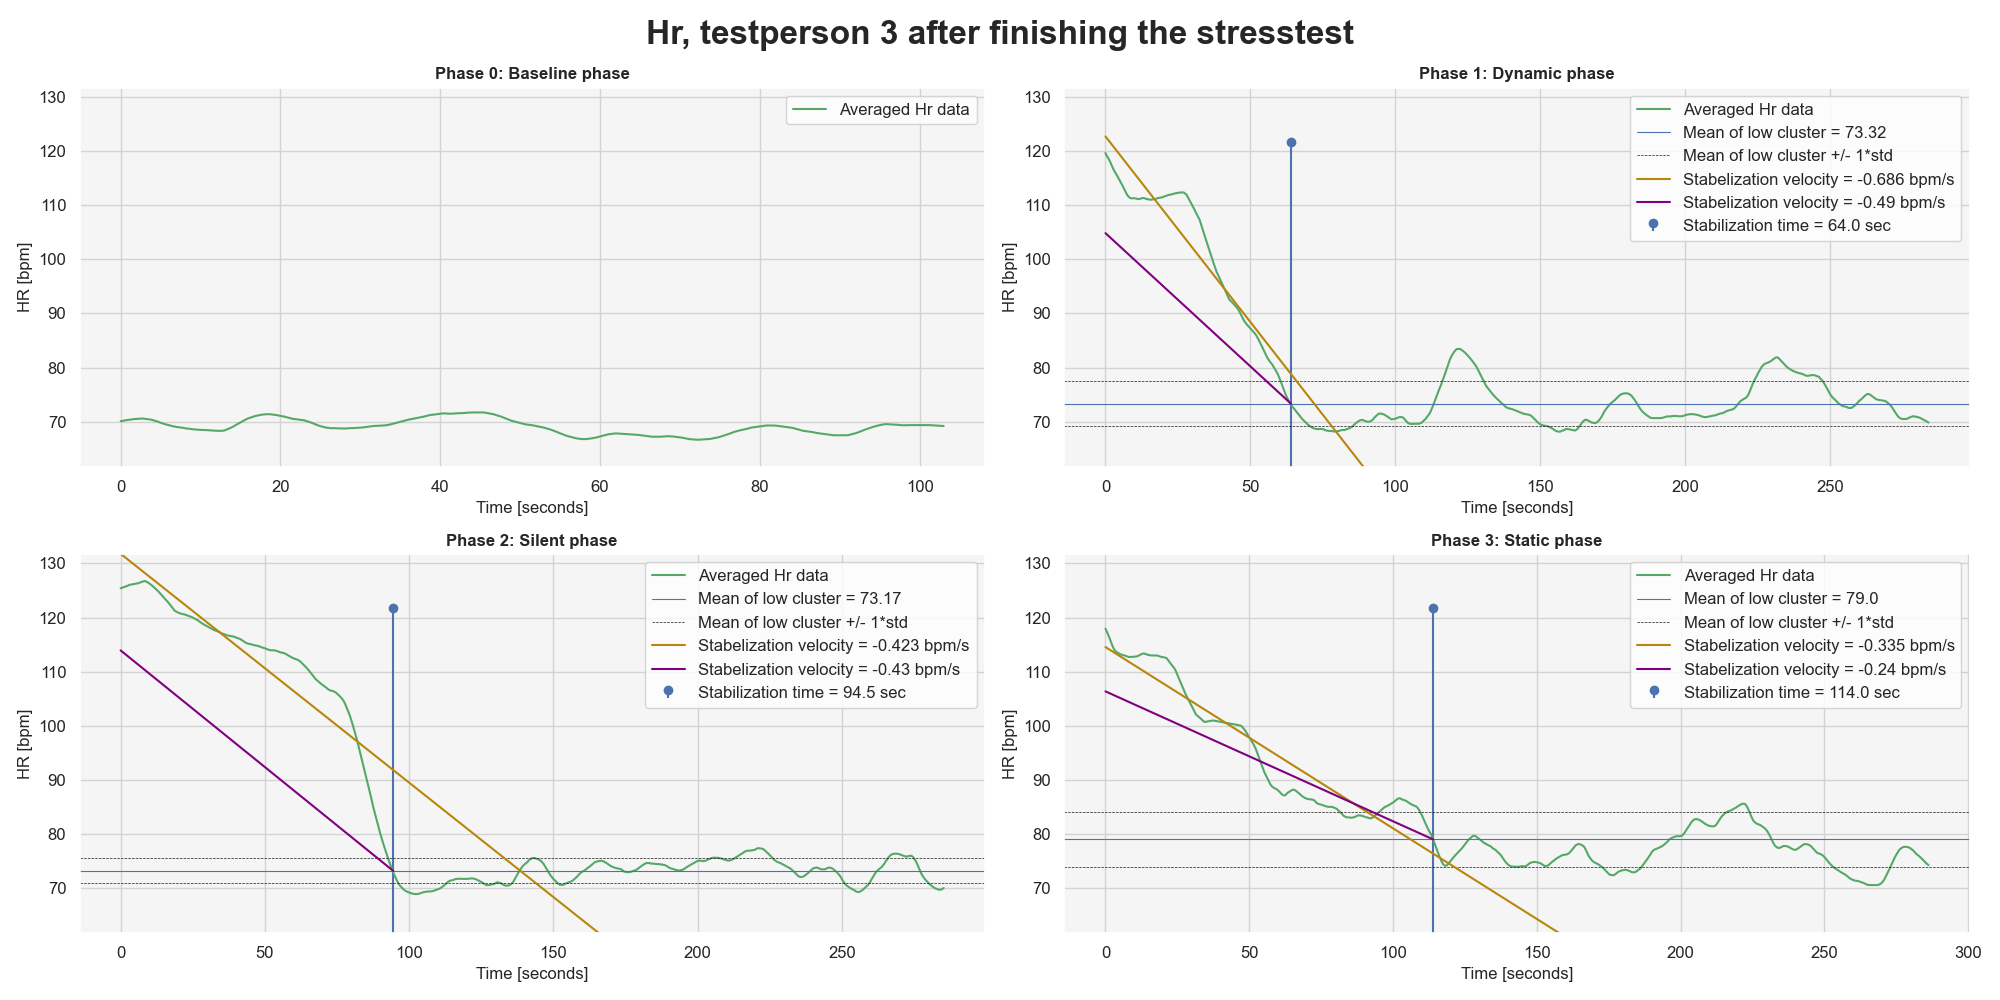 Hr, testperson 3 after finishing the stresstest
Phase 0: Baseline phase
130
120
110
100
90
80
70
HR [bpm]
Averaged Hr data
0 20 40 60 80 100
Time [seconds]
Phase 1: Dynamic phase
130
120
110
100
90
80
70
HR [bpm]
Averaged Hr data
Mean of low cluster = 73.32
Mean of low cluster +/- 1*std
Stabelization velocity = -0.686 bpm/s
Stabelization velocity = -0.49 bpm/s
Stabilization time = 64.0 sec
0 50 100 150 200 250
Time [seconds]
Phase 2: Silent phase
130
120
110
100
90
80
70
HR [bpm]
Averaged Hr data
Mean of low cluster = 73.17
Mean of low cluster +/- 1*std
Stabelization velocity = -0.423 bpm/s
Stabelization velocity = -0.43 bpm/s
Stabilization time = 94.5 sec
0 50 100 150 200 250
Time [seconds]
Phase 3: Static phase
130
120
110
100
90
80
70
HR [bpm]
Averaged Hr data
Mean of low cluster = 79.0
Mean of low cluster +/- 1*std
Stabelization velocity = -0.335 bpm/s
Stabelization velocity = -0.24 bpm/s
Stabilization time = 114.0 sec
0 50 100 150 200 250 300
Time [seconds]